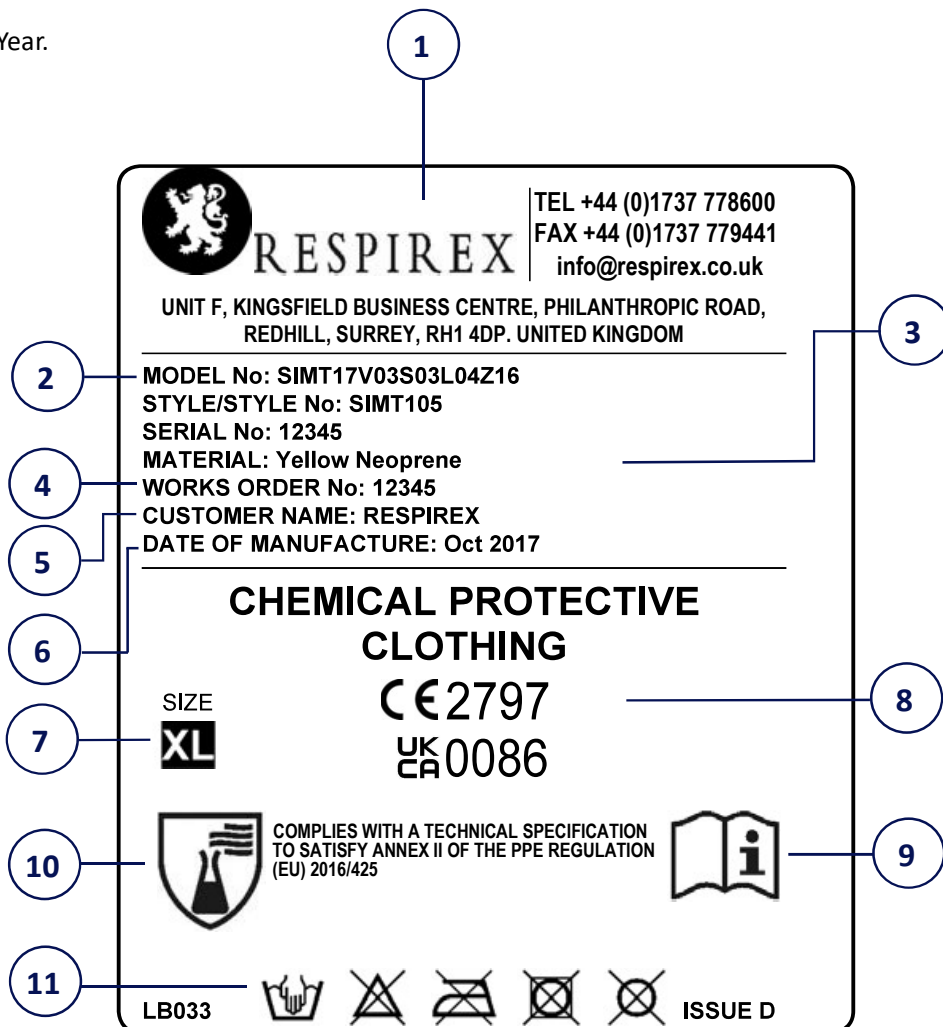 Year.
1
RESPIREX
TEL +44 (0)1737 778600
FAX +44 (0)1737 779441
info@respirex.co.uk
UNIT F, KINGSFIELD BUSINESS CENTRE, PHILANTHROPIC ROAD,
REDHILL, SURREY, RH1 4DP. UNITED KINGDOM
3
2
MODEL No: SIMT17V03S03L04Z16
STYLE/STYLE No: SIMT105
SERIAL No: 12345
MATERIAL: Yellow Neoprene
4
WORKS ORDER No: 12345
5
CUSTOMER NAME: RESPIREX
6
DATE OF MANUFACTURE: Oct 2017
CHEMICAL PROTECTIVE
CLOTHING
7
SIZE
XL
CE 2797
UK
CA 0086
8
10
COMPLIES WITH A TECHNICAL SPECIFICATION
TO SATISFY ANNEX II OF THE PPE REGULATION
(EU) 2016/425
i
9
11
LB033
ISSUE D